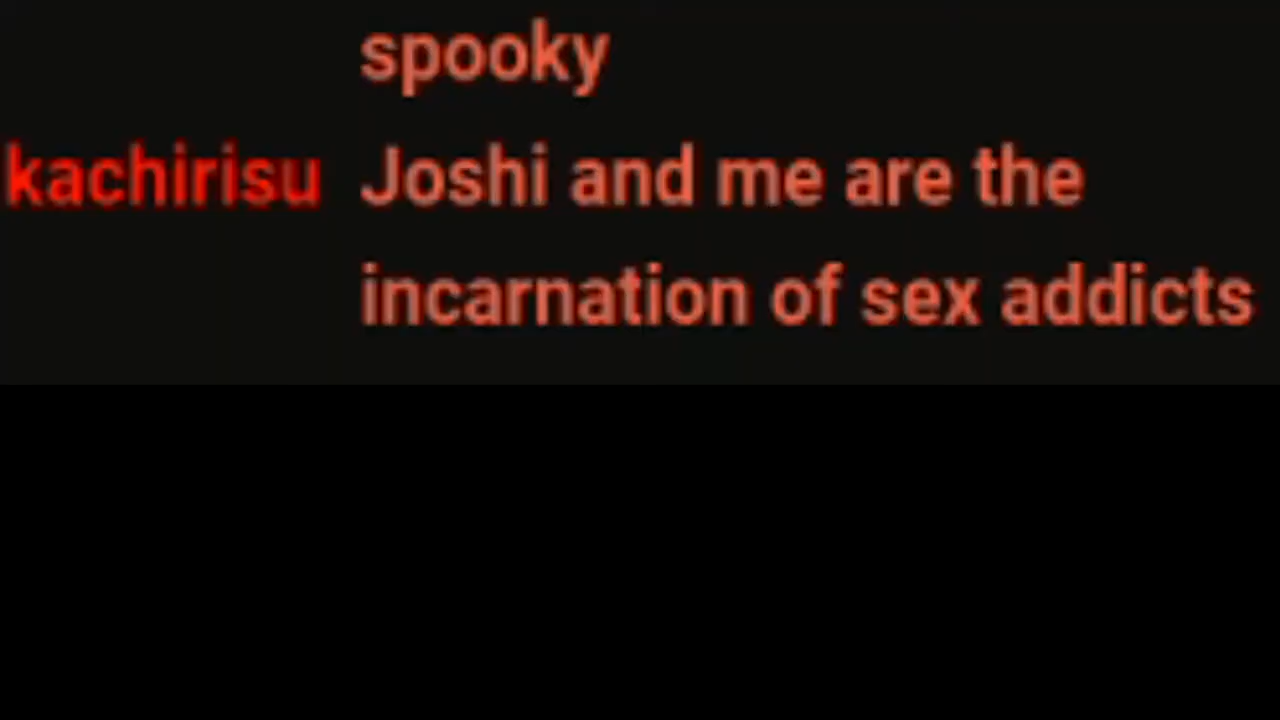 spooky
kachirisu Joshi and me are the
incarnation of sex addicts